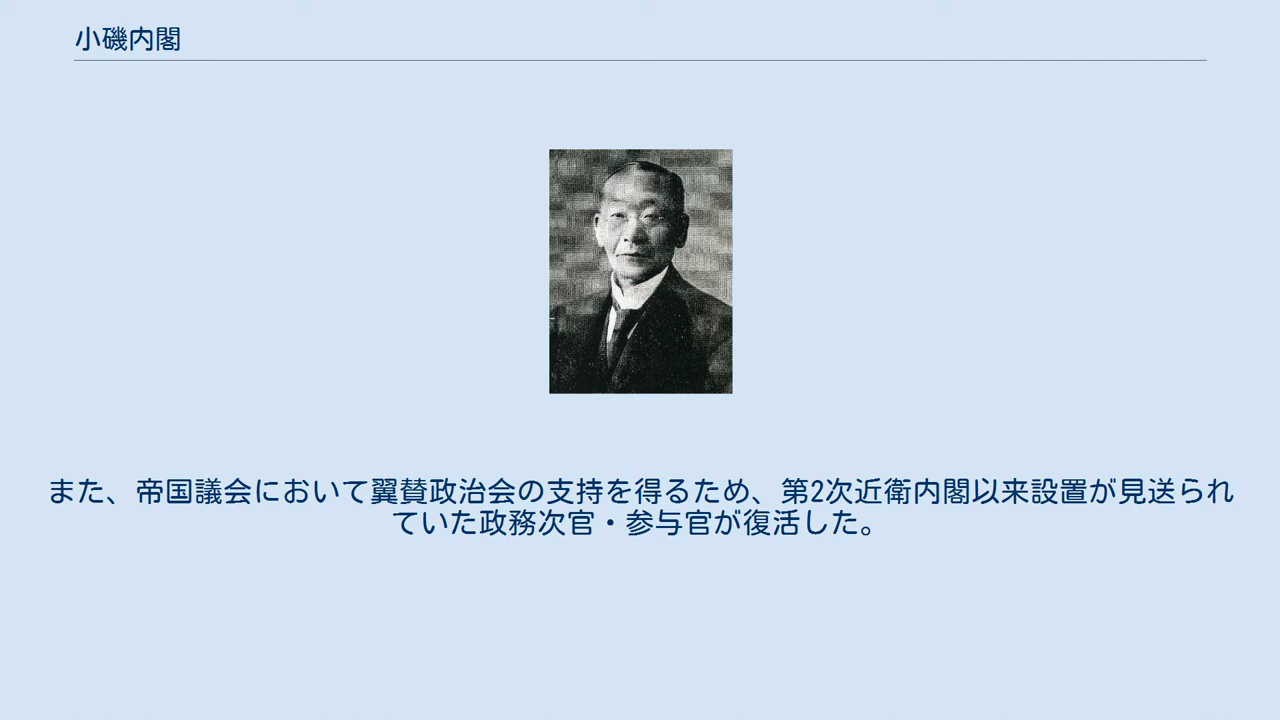 小磯内閣
また、帝国議会において翼賛政治会の支持を得るため、第2次近衛内閣以来設置が見送られ
ていた政務次官・参与官が復活した。